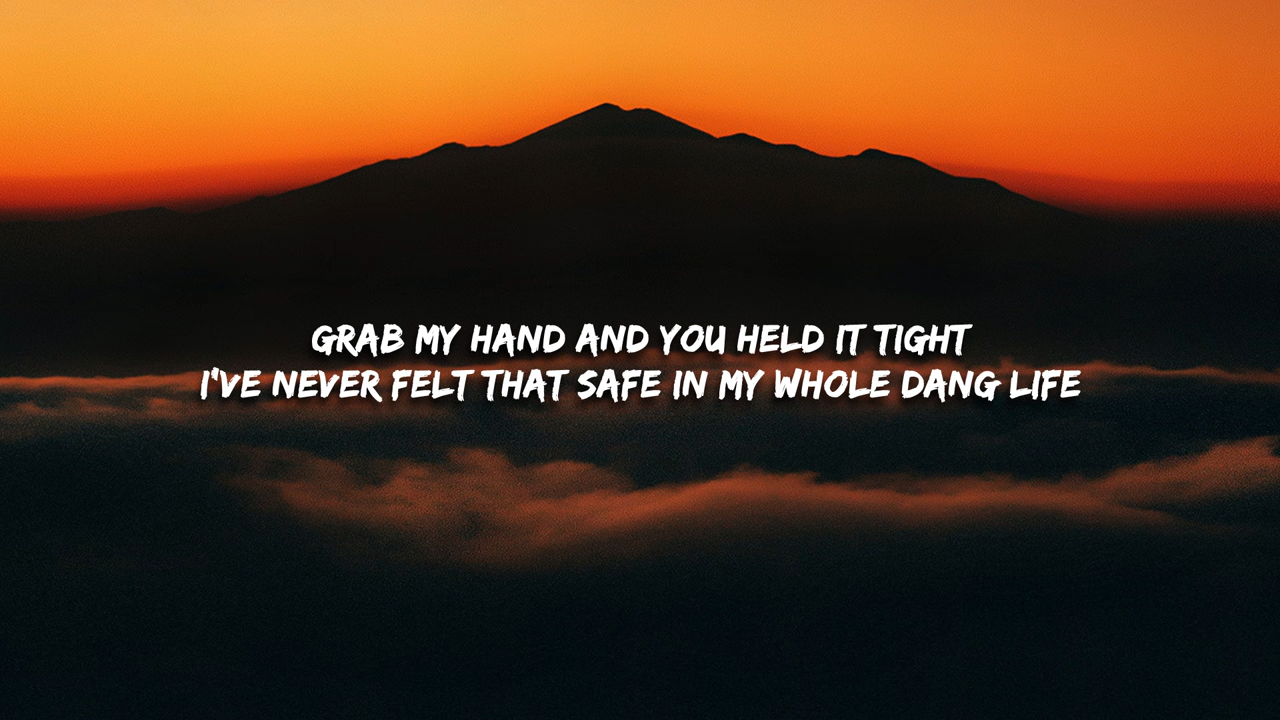 GRAB MY HAND AND YOU HELD IT TIGHT
I'VE NEVER FELT THAT SAFE IN MY WHOLE DANG LIFE